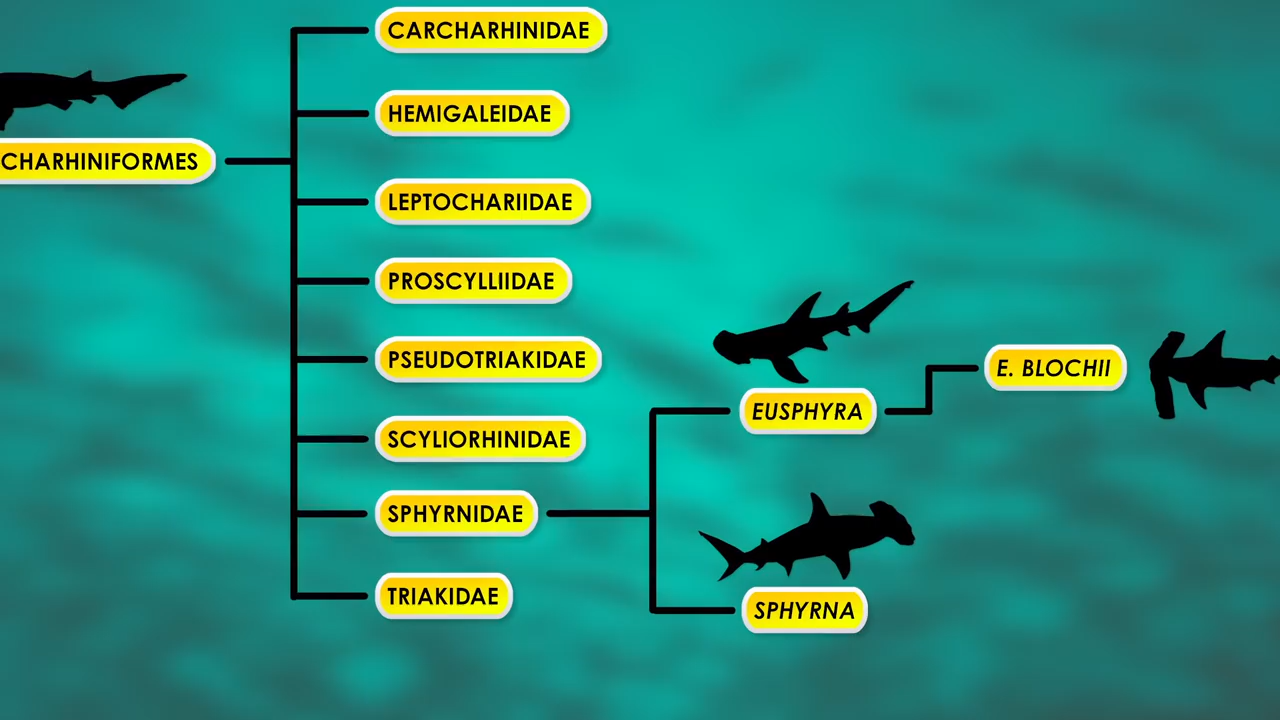 CARCHARHINIDAE
HEMIGALEIDAE
CHARHINIFORMES
LEPTOCHARIIDAE
PROSCYLLIIDAE
PSEUDOTRIAKIDAE
E. BLOCHII
EUSPHYRA
SCYLIORHINIDAE
SPHYRNIDAE
TRIAKIDAE
SPHYRNA